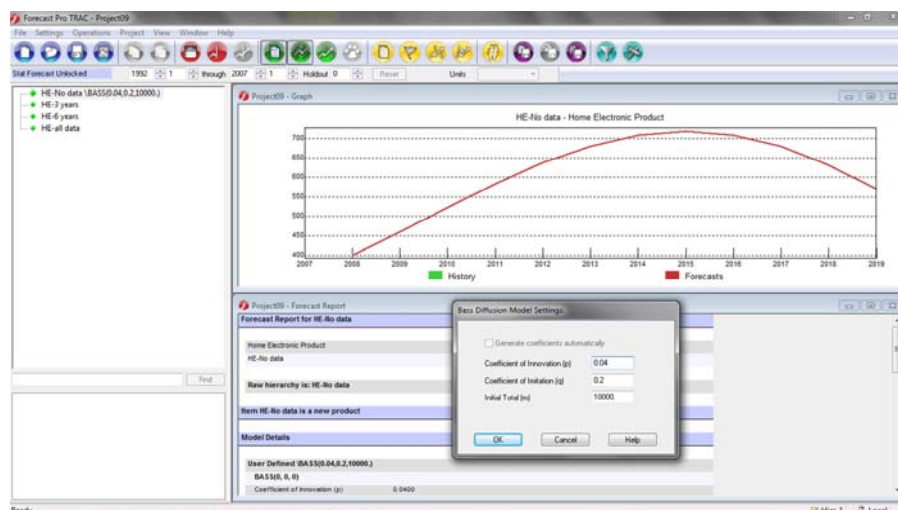 Forecast Pro TRAC - Project09
File Settings Operations Project View Window Help
Stat Forecast Unlocked 1992 1 through 2007 1 Holdout 0 Reset Units
HE-No data \BASS(0.04,0.2,10000.)
HE-3 years
HE-6 years
HE-all data
Find
Project09 - Graph
HE-No data - Home Electronic Product
700
650
600
550
500
450
400
2007 2008 2009 2010 2011 2012 2013 2014 2015 2016 2017 2018 2019
History Forecasts
Project09 - Forecast Report
Forecast Report for HE-No data
Home Electronic Product
HE-No data
Raw hierarchy is: HE-No data
Item HE-No data is a new product
Model Details
User Defined \BASS(0.04,0.2,10000.)
BASS(0, 0, 0)
Coefficient of Innovation (p) 0.0400
Bass Diffusion Model Settings
Generate coefficients automatically
Coefficient of Innovation (p) 0.04
Coefficient of Imitation (q) 0.2
Initial Total (m) 10000.
OK Cancel Help
Ready Hier 1 Local